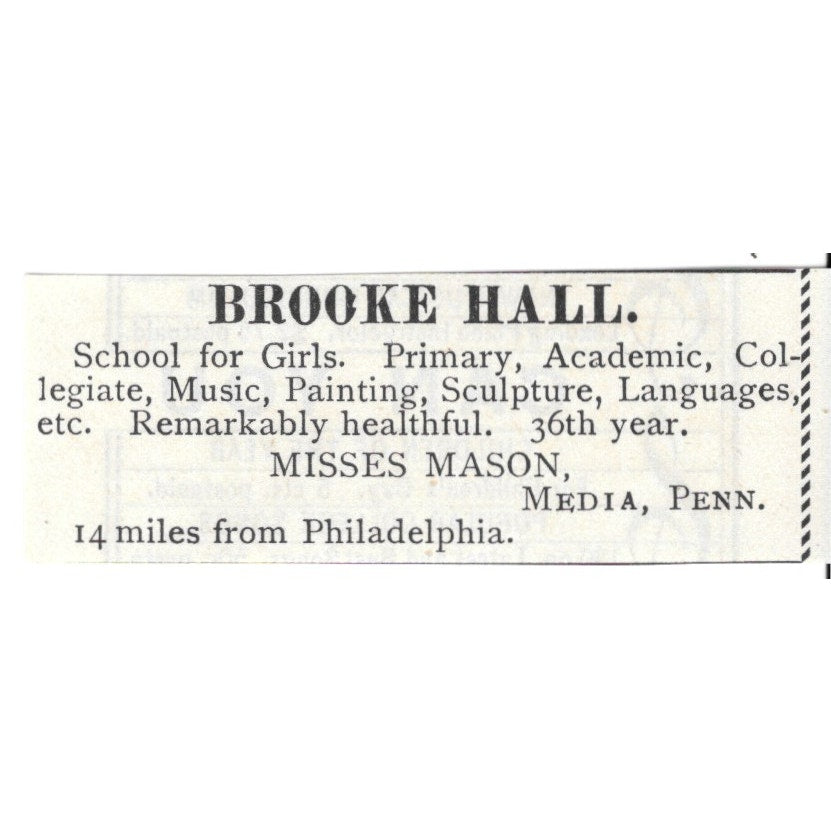 BROOKE HALL.
School for Girls. Primary, Academic, Col-
legiate, Music, Painting, Sculpture, Languages,
etc. Remarkably healthful. 36th year.
MISSES MASON,
MEDIA, PENN.
14 miles from Philadelphia.